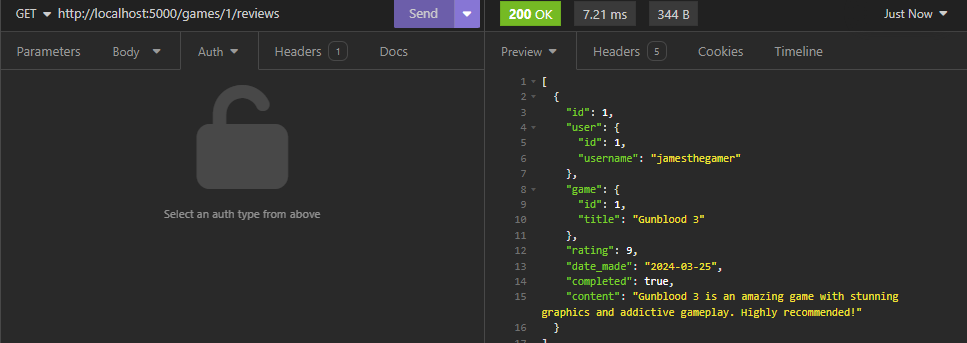 GET http://localhost:5000/games/1/reviews Send 200 OK 7.21 ms 344 B Just Now
Parameters Body Auth Headers 1 Docs Preview Headers 5 Cookies Timeline
Select an auth type from above
1 [
2 {
3 "id": 1,
4 "user": {
5 "id": 1,
6 "username": "jamesthegamer"
7 },
8 "game": {
9 "id": 1,
10 "title": "Gunblood 3"
11 },
12 "rating": 9,
13 "date_made": "2024-03-25",
14 "completed": true,
15 "content": "Gunblood 3 is an amazing game with stunning
graphics and addictive gameplay. Highly recommended!"
16 }
17 ]